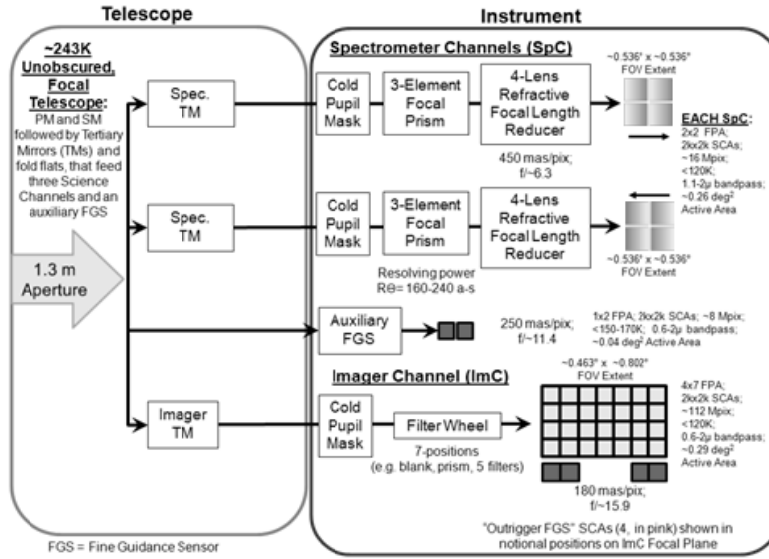 Telescope
Instrument
~243K
Unobscured,
Focal
Telescope:
PM and SM
followed by Tertiary
Mirrors (TMs) and
fold flats, that feed
three Science
Channels and an
auxiliary FGS
1.3 m
Aperture
Spec.
TM
Spec.
TM
Imager
TM
FGS = Fine Guidance Sensor
Spectrometer Channels (SpC)
Cold
Pupil
Mask
3-Element
Focal
Prism
4-Lens
Refractive
Focal Length
Reducer
450 mas/pix;
f/~6.3
~0.536° x ~0.536°
FOV Extent
EACH SpC:
2x2 FPA;
2kx2k SCAs;
~16 Mpix;
<120K;
1.1-2μ bandpass;
~0.26 deg²
Active Area
Cold
Pupil
Mask
3-Element
Focal
Prism
4-Lens
Refractive
Focal Length
Reducer
~0.536° x ~0.536°
FOV Extent
Resolving power
RΘ= 160-240 a-s
Auxiliary
FGS
250 mas/pix;
f/~11.4
1x2 FPA; 2kx2k SCAs; ~8 Mpix;
<150-170K; 0.6-2μ bandpass;
~0.04 deg² Active Area
Imager Channel (ImC)
Cold
Pupil
Mask
Filter Wheel
7-positions
(e.g. blank, prism, 5 filters)
~0.463° x ~0.802°
FOV Extent
4x7 FPA;
2kx2k SCAs;
~112 Mpix;
<120K;
0.6-2μ bandpass;
~0.29 deg²
Active Area
180 mas/pix;
f/~15.9
"Outrigger FGS" SCAs (4, in pink) shown in
notional positions on ImC Focal Plane